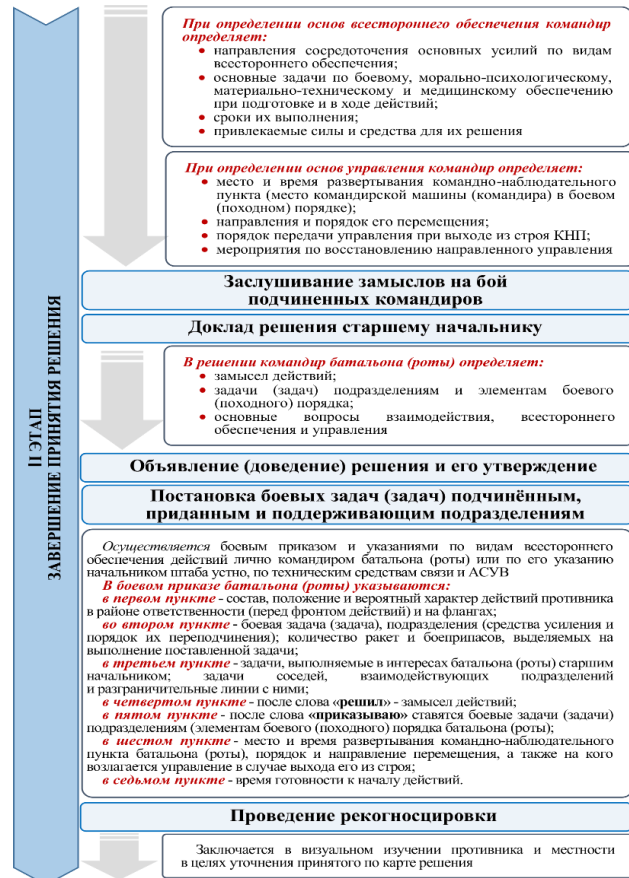 II ЭТАП
ЗАВЕРШЕНИЕ ПРИНЯТИЯ РЕШЕНИЯ
При определении основ всестороннего обеспечения командир
определяет:
• направления сосредоточения основных усилий по видам
всестороннего обеспечения;
• основные задачи по боевому, морально-психологическому,
материально-техническому и медицинскому обеспечению
при подготовке и в ходе действий;
• сроки их выполнения;
• привлекаемые силы и средства для их решения
При определении основ управления командир определяет:
• место и время развертывания командно-наблюдательного
пункта (место командирской машины (командира) в боевом
(походном) порядке);
• направления и порядок его перемещения;
• порядок передачи управления при выходе из строя КНП;
• мероприятия по восстановлению направленного управления
Заслушивание замыслов на бой
подчиненных командиров
Доклад решения старшему начальнику
В решении командир батальона (роты) определяет:
• замысел действий;
• задачи (задач) подразделениям и элементам боевого
(походного) порядка;
• основные вопросы взаимодействия, всестороннего
обеспечения и управления
Объявление (доведение) решения и его утверждение
Постановка боевых задач (задач) подчинённым,
приданным и поддерживающим подразделениям
Осуществляется боевым приказом и указаниями по видам всестороннего
обеспечения действий лично командиром батальона (роты) или по его указанию
начальником штаба устно, по техническим средствам связи и АСУВ
В боевом приказе батальона (роты) указываются:
в первом пункте - состав, положение и вероятный характер действий противника
в районе ответственности (перед фронтом действий) и на флангах;
во втором пункте - боевая задача (задача), подразделения (средства усиления и
порядок их переподчинения); количество ракет и боеприпасов, выделяемых на
выполнение поставленной задачи;
в третьем пункте - задачи, выполняемые в интересах батальона (роты) старшим
начальником; задачи соседей, взаимодействующих подразделений
и разграничительные линии с ними;
в четвертом пункте - после слова «решил» - замысел действий;
в пятом пункте - после слова «приказываю» ставятся боевые задачи (задачи)
подразделениям (элементам боевого (походного) порядка батальона (роты);
в шестом пункте - место и время развертывания командно-наблюдательного
пункта батальона (роты), порядок и направление перемещения, а также на кого
возлагается управление в случае выхода его из строя;
в седьмом пункте - время готовности к началу действий.
Проведение рекогносцировки
Заключается в визуальном изучении противника и местности
в целях уточнения принятого по карте решения